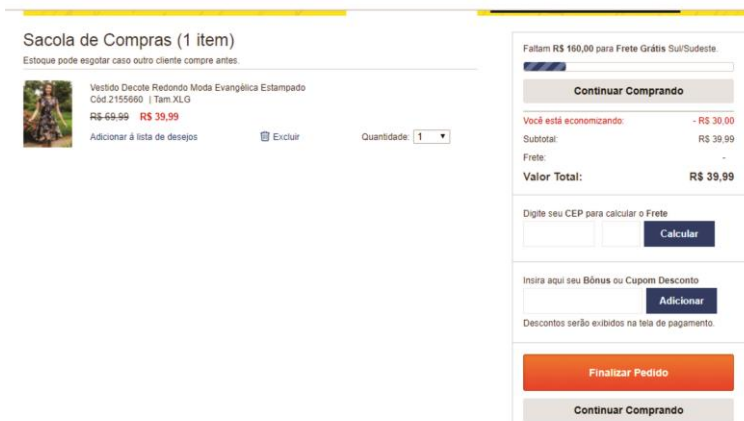 Sacola de Compras (1 item)
Estoque pode esgotar caso outro cliente compre antes.
Vestido Decote Redondo Moda Evangélica Estampado
Cód.2155660 | Tam.XLG
R$ 69,99 R$ 39,99
Adicionar á lista de desejos Excluir Quantidade: 1
Faltam R$ 160,00 para Frete Grátis Sul/Sudeste.
Continuar Comprando
Você está economizando: - R$ 30,00
Subtotal: R$ 39,99
Frete: -
Valor Total: R$ 39,99
Digite seu CEP para calcular o Frete
Calcular
Insira aqui seu Bônus ou Cupom Desconto
Adicionar
Descontos serão exibidos na tela de pagamento.
Finalizar Pedido
Continuar Comprando